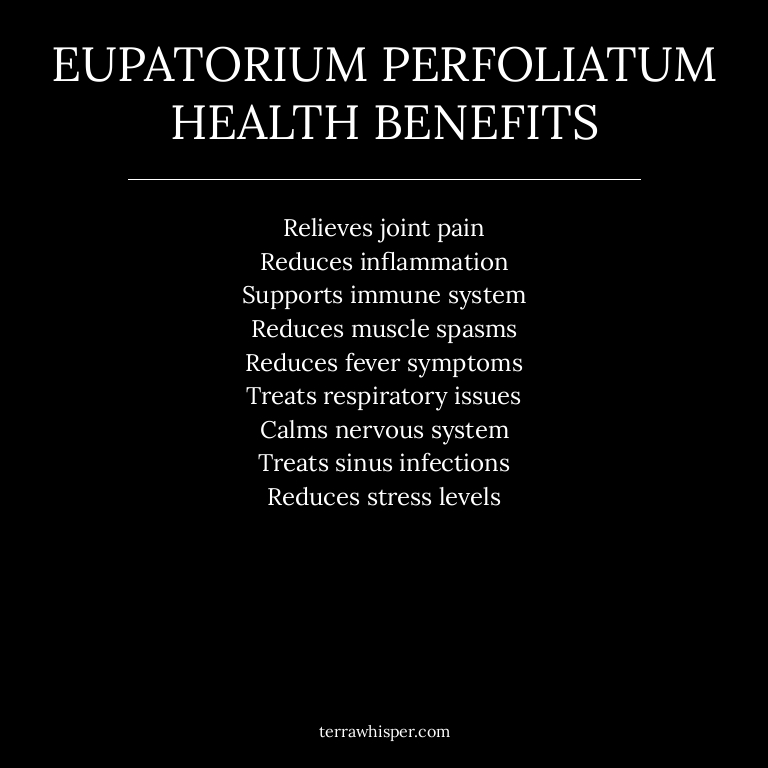 EUPATORIUM PERFOLIATUM
HEALTH BENEFITS
Relieves joint pain
Reduces inflammation
Supports immune system
Reduces muscle spasms
Reduces fever symptoms
Treats respiratory issues
Calms nervous system
Treats sinus infections
Reduces stress levels
terrawhisper.com